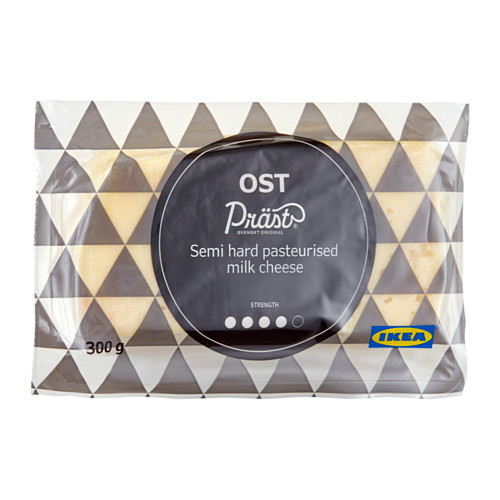 OST
Präst®
SVENSKT ORIGINAL
Semi hard pasteurised
milk cheese
STRENGTH
300 g
IKEA